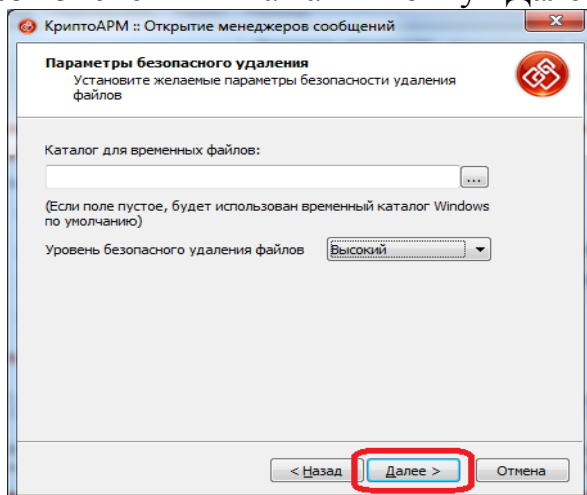 КриптоАРМ :: Открытие менеджеров сообщений
Параметры безопасного удаления
Установите желаемые параметры безопасности удаления
файлов
Каталог для временных файлов:
...
(Если поле пустое, будет использован временный каталог Windows
по умолчанию)
Уровень безопасного удаления файлов Высокий
< Назад Далее > Отмена